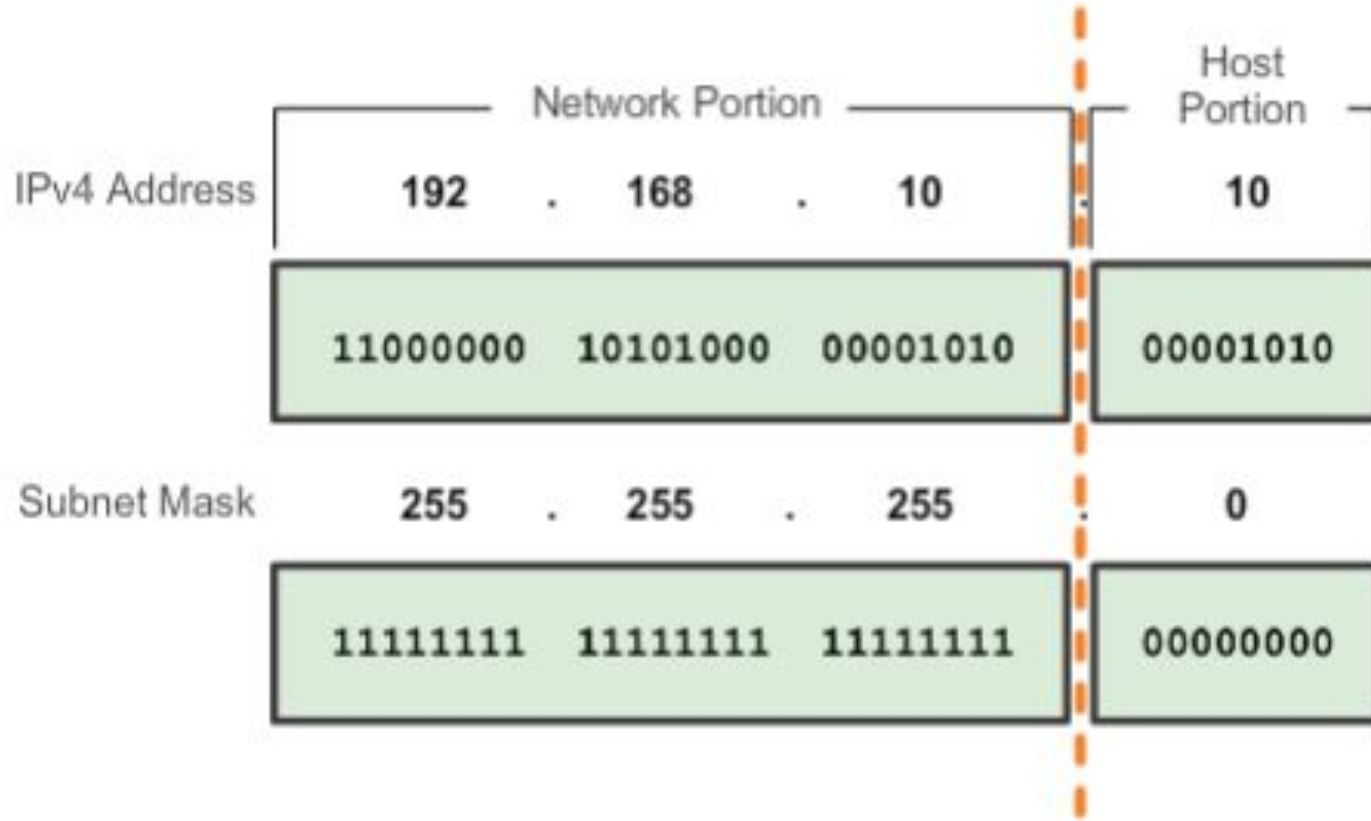 Network Portion
Host
Portion
IPv4 Address 192 . 168 . 10 . 10
11000000 10101000 00001010 00001010
Subnet Mask 255 . 255 . 255 . 0
11111111 11111111 11111111 00000000